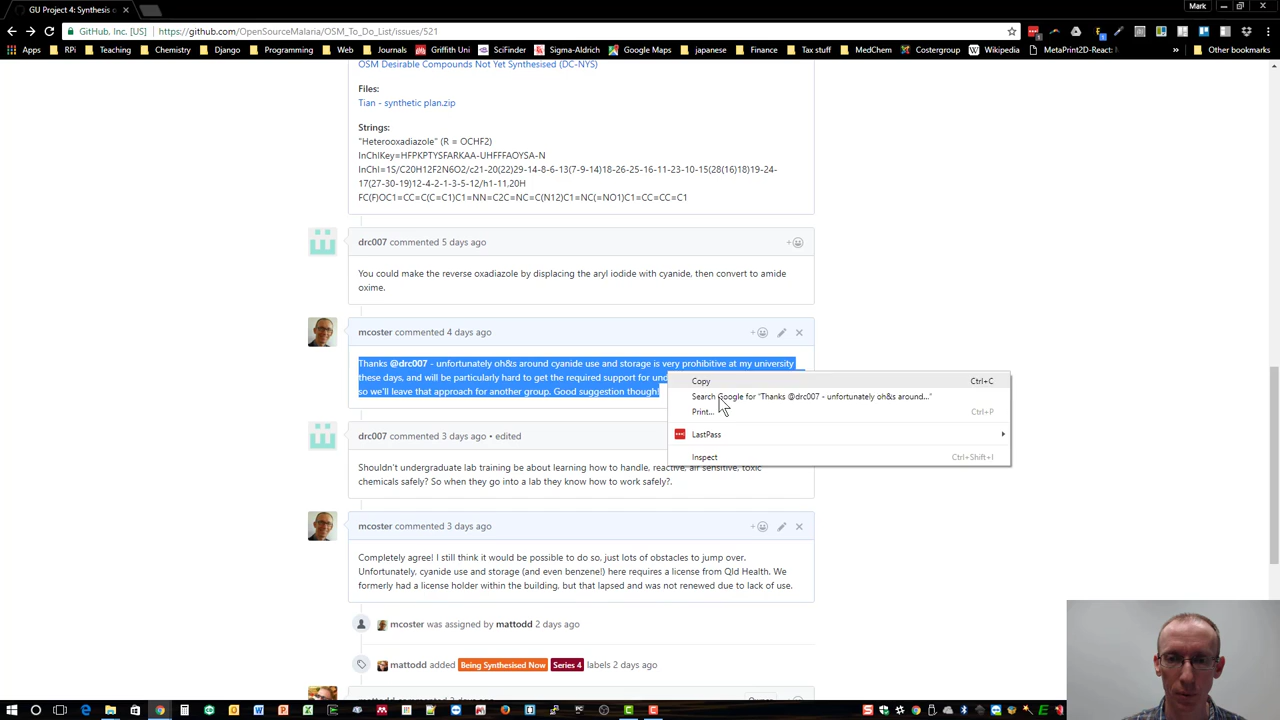 GU Project 4: Synthesis o
Mark
GitHub, Inc. [US]
https://github.com/OpenSourceMalaria/OSM_To_Do_List/issues/521
Apps
RPi
Teaching
Chemistry
Django
Programming
Web
Journals
Griffith Uni
SciFinder
Sigma-Aldrich
Google Maps
japanese
Finance
Tax stuff
MedChem
Costergroup
Wikipedia
MetaPrint2D-React:
»
Other bookmarks
OSM Desirable Compounds Not Yet Synthesised (DC-NYS)
Files:
Tian - synthetic plan.zip
Strings:
"Heterooxadiazole" (R = OCHF2)
InChIKey=HFPKPTYSFARKAA-UHFFFAOYSA-N
InChI=1S/C20H12F2N6O2/c21-20(22)29-14-8-6-13(7-9-14)18-26-25-16-11-23-10-15(28(16)18)19-24-
17(27-30-19)12-4-2-1-3-5-12/h1-11,20H
FC(F)OC1=CC=C(C=C1)C1=NN=C2C=NC=C(N12)C1=NC(=NO1)C1=CC=CC=C1
drc007 commented 5 days ago
You could make the reverse oxadiazole by displacing the aryl iodide with cyanide, then convert to amide
oxime.
mcoster commented 4 days ago
Thanks @drc007 - unfortunately oh&s around cyanide use and storage is very prohibitive at my university
these days, and will be particularly hard to get the required support for und
so we'll leave that approach for another group. Good suggestion though!
Copy Ctrl+C
Search Google for "Thanks @drc007 - unfortunately oh&s around..."
Print... Ctrl+P
LastPass
Inspect Ctrl+Shift+I
drc007 commented 3 days ago • edited
Shouldn't undergraduate lab training be about learning how to handle, reactive, air sensitive, toxic
chemicals safely? So when they go into a lab they know how to work safely?.
mcoster commented 3 days ago
Completely agree! I still think it would be possible to do so, just lots of obstacles to jump over.
Unfortunately, cyanide use and storage (and even benzene!) here requires a license from Qld Health. We
formerly had a license holder within the building, but that lapsed and was not renewed due to lack of use.
mcoster was assigned by mattodd 2 days ago
mattodd added Being Synthesised Now Series 4 labels 2 days ago